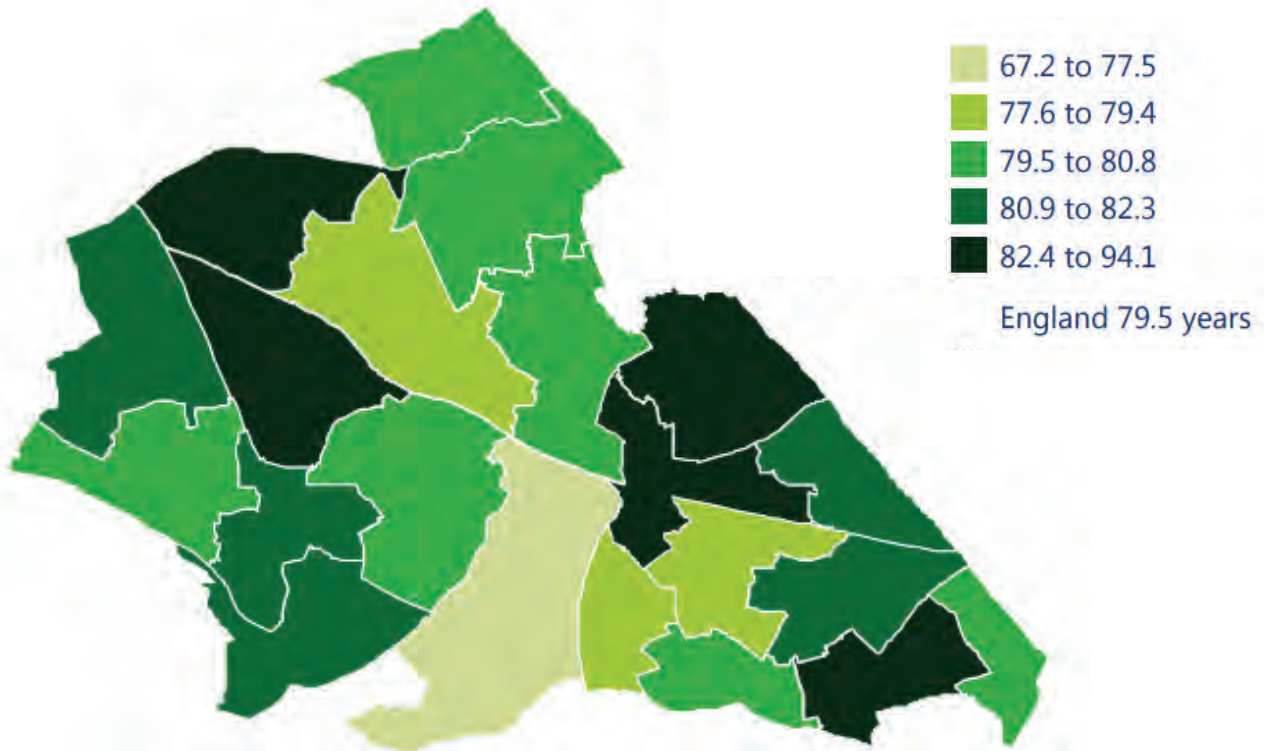 67.2 to 77.5
77.6 to 79.4
79.5 to 80.8
80.9 to 82.3
82.4 to 94.1
England 79.5 years